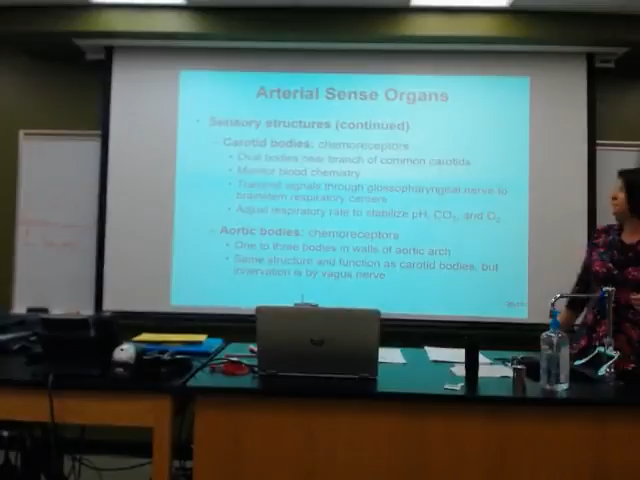 Arterial Sense Organs
• Sensory structures (continued)
– Carotid bodies: chemoreceptors
• Oval bodies near branch of common carotids
• Monitor blood chemistry
• Transmit signals through glossopharyngeal nerve to
brainstem respiratory centers
• Adjust respiratory rate to stabilize pH, CO2, and O2
– Aortic bodies: chemoreceptors
• One to three bodies in walls of aortic arch
• Same structure and function as carotid bodies, but
innervation is by vagus nerve